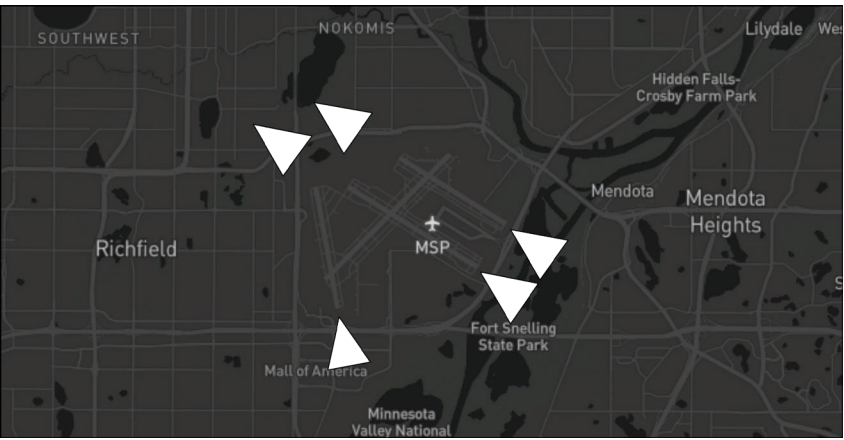 SOUTHWEST
NOKOMIS
Lilydale
Hidden Falls-
Crosby Farm Park
Mendota
Mendota
Heights
MSP
Richfield
Fort Snelling
State Park
Mall of America
Minnesota
Valley National